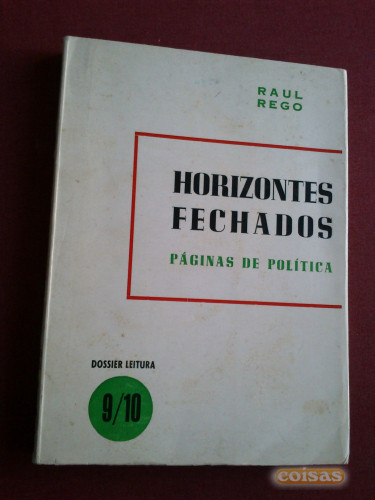 RAUL
REGO
HORIZONTES
FECHADOS
PÁGINAS DE POLÍTICA
DOSSIER LEITURA
9/10
coisas